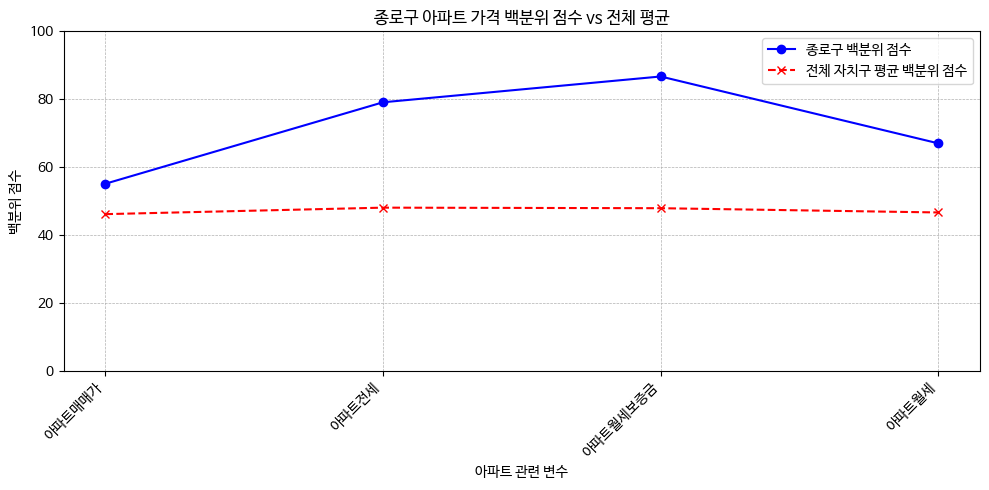 종로구 아파트 가격 백분위 점수 vs 전체 평균
종로구 백분위 점수
전체 자치구 평균 백분위 점수
백분위 점수
100
80
60
40
20
0
아파트매매가
아파트전세
아파트월세보증금
아파트월세
아파트 관련 변수